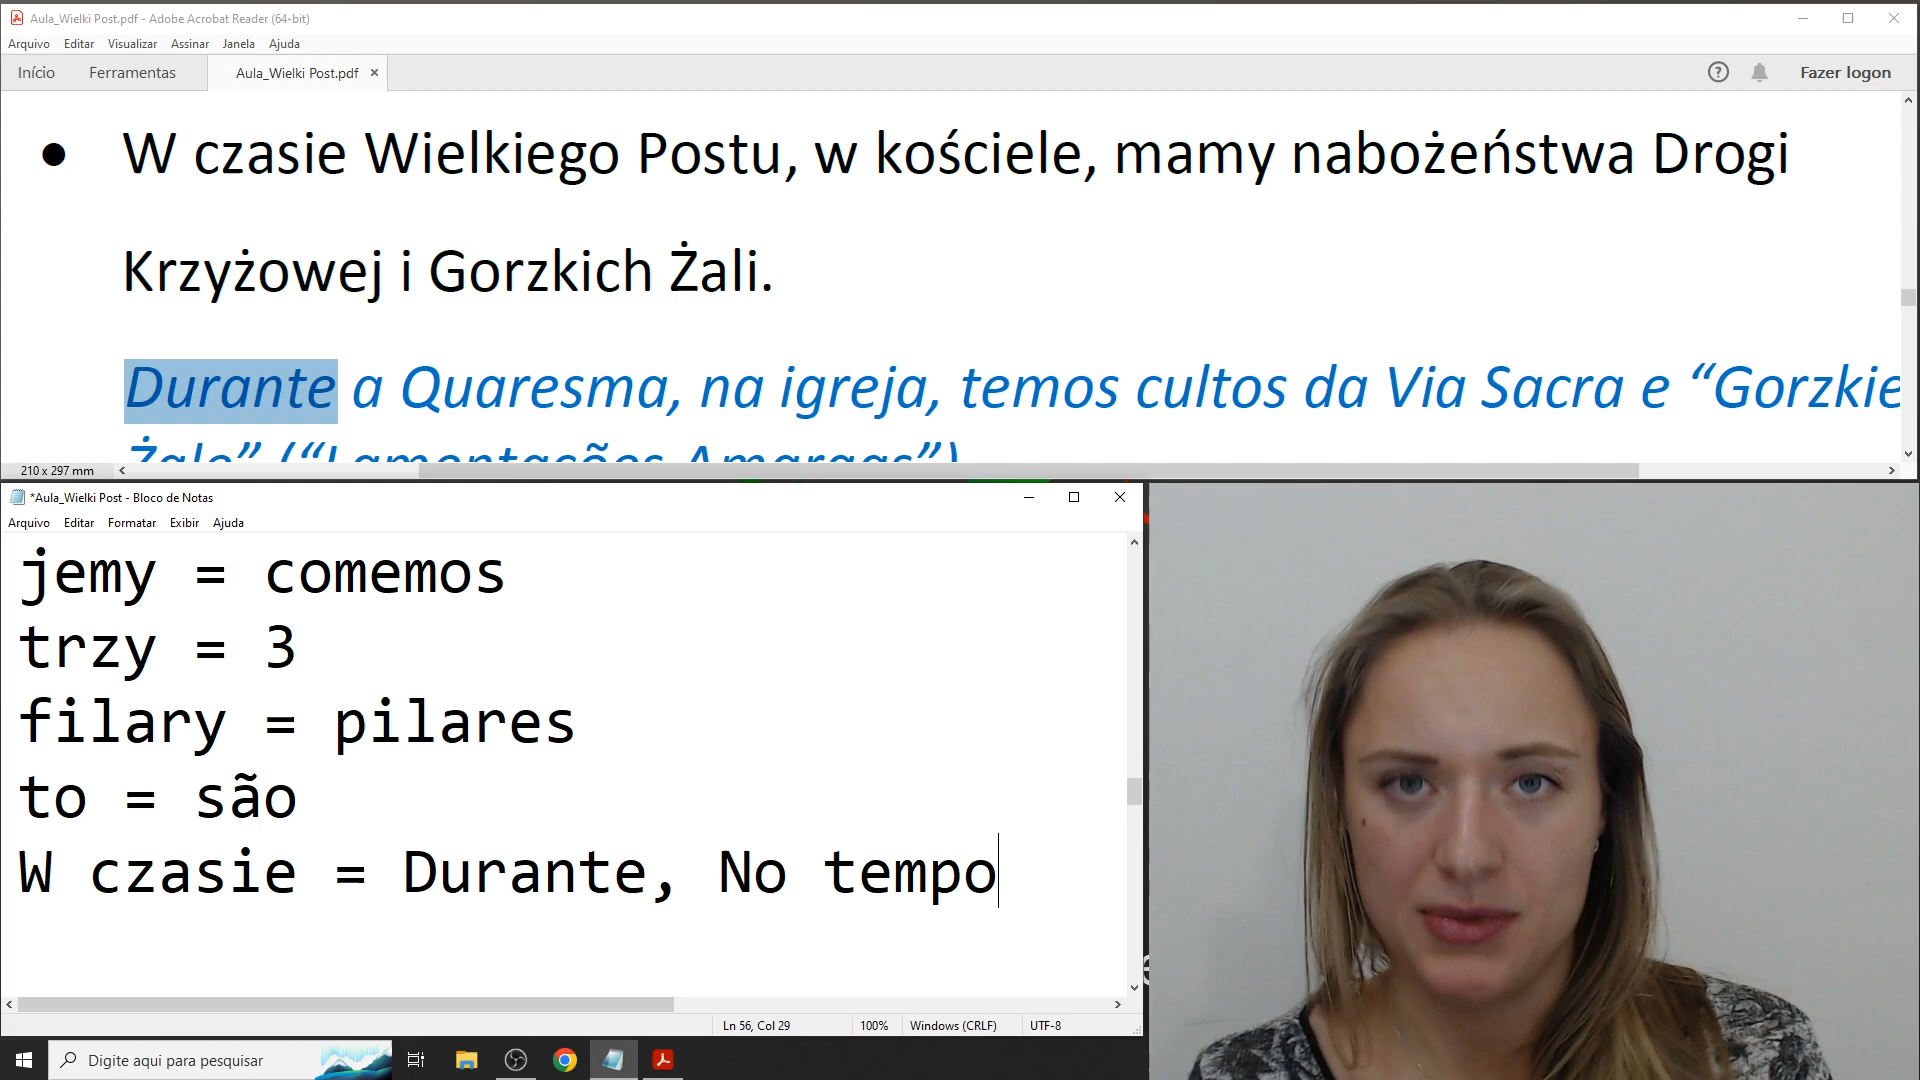 Aula_Wielki Post.pdf - Adobe Acrobat Reader (64-bit)
Arquivo Editar Visualizar Assinar Janela Ajuda
Início Ferramentas Aula_Wielki Post.pdf × ? Fazer logon
● W czasie Wielkiego Postu, w kościele, mamy nabożeństwa Drogi
Krzyżowej i Gorzkich Żali.
Durante a Quaresma, na igreja, temos cultos da Via Sacra e “Gorzkie
Żale” (“Lamentações Amargas”)
210 x 297 mm
*Aula_Wielki Post - Bloco de Notas
Arquivo Editar Formatar Exibir Ajuda
jemy = comemos
trzy = 3
filary = pilares
to = são
W czasie = Durante, No tempo
Ln 56, Col 29 100% Windows (CRLF) UTF-8
Digite aqui para pesquisar